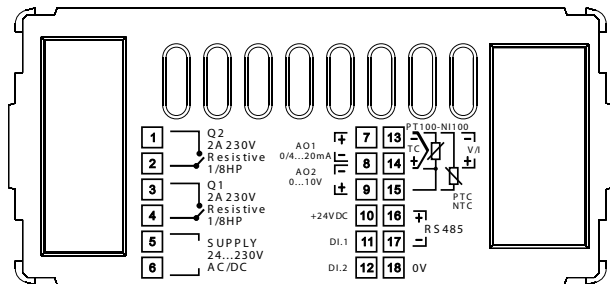 1
2
3
4
5
6
Q2
2A 230V
Resistive
1/8HP
Q1
2A 230V
Resistive
1/8HP
SUPPLY
24...230V
AC/DC
AO1
0/4...20mA
AO2
0...10V
+24VDC
DI.1
DI.2
+
-
-
+
7 13
8 14
9 15
10 16
11 17
12 18
PT100-NI100
-
TC
+
-
V/I
+
PTC
NTC
+
RS485
-
0V